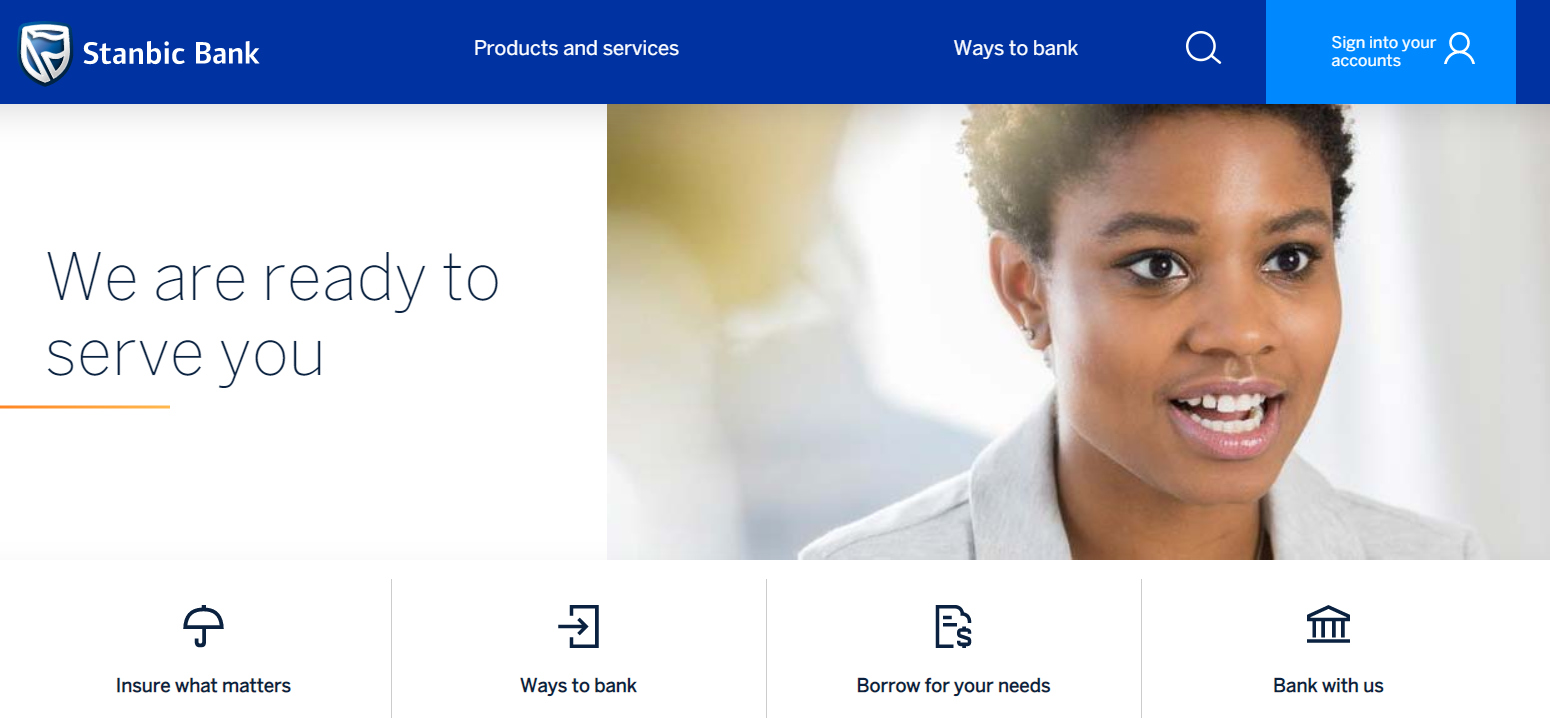 Stanbic Bank
Products and services
Ways to bank
Sign into your
accounts
We are ready to
serve you
Insure what matters
Ways to bank
Borrow for your needs
Bank with us